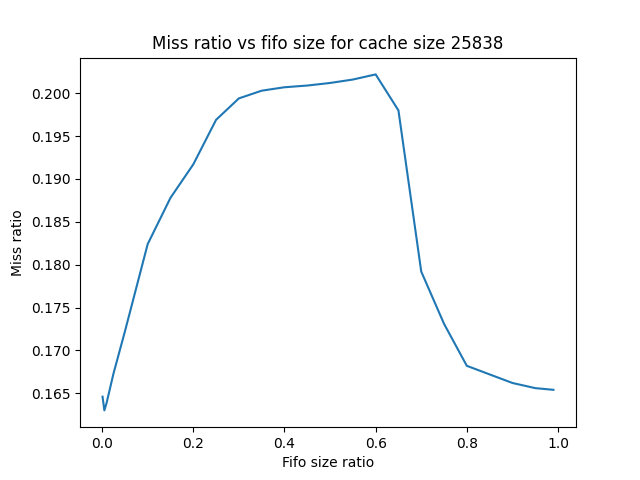 Miss ratio vs fifo size for cache size 25838
0.200
0.195
0.190
0.185
0.180
0.175
0.170
0.165
Miss ratio
0.0 0.2 0.4 0.6 0.8 1.0
Fifo size ratio